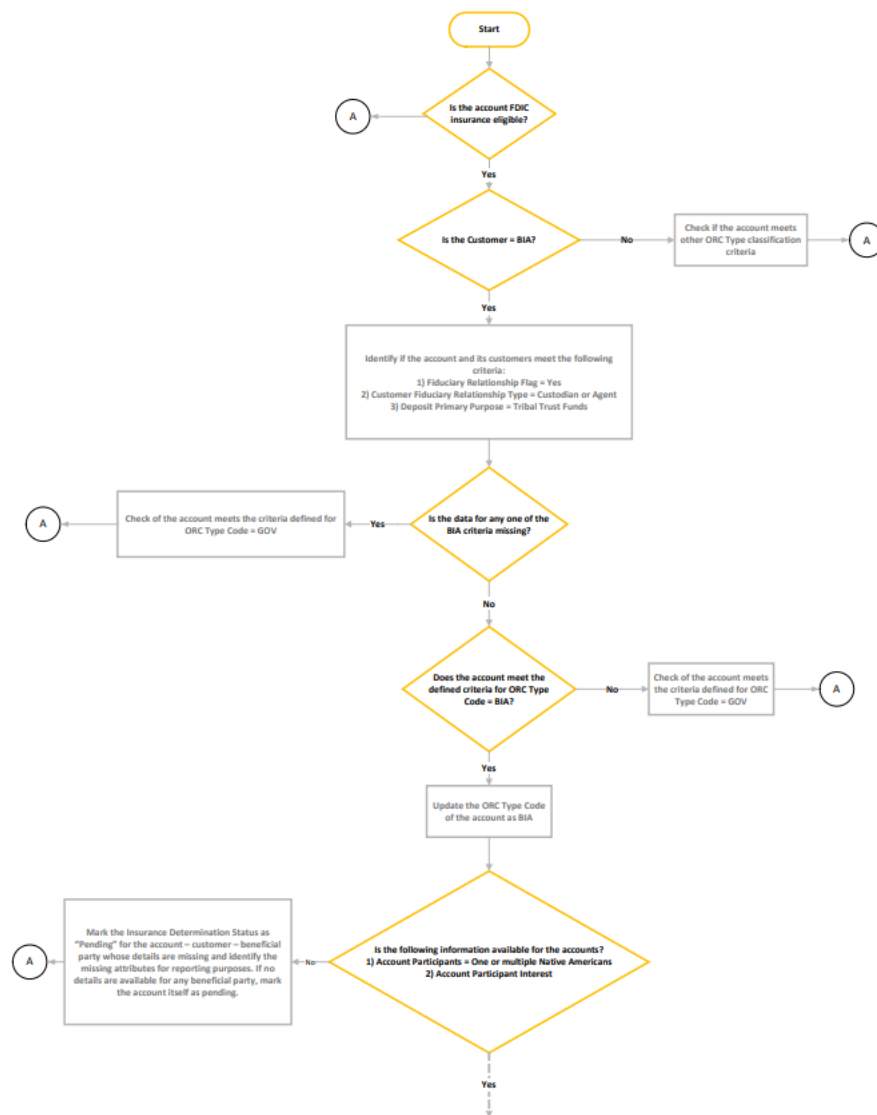 Start
Is the account FDIC
insurance eligible?
A
Yes
Is the Customer = BIA?
No
Check if the account meets
other ORC Type classification
criteria
A
Yes
Identify if the account and its customers meet the following
criteria:
1) Fiduciary Relationship Flag = Yes
2) Customer Fiduciary Relationship Type = Custodian or Agent
3) Deposit Primary Purpose = Tribal Trust Funds
Is the data for any one of the
BIA criteria missing?
Yes
Check of the account meets the criteria defined for
ORC Type Code = GOV
A
No
Does the account meet the
defined criteria for ORC Type
Code = BIA?
No
Check of the account meets
the criteria defined for ORC
Type Code = GOV
A
Yes
Update the ORC Type Code
of the account as BIA
Is the following information available for the accounts?
1) Account Participants = One or multiple Native Americans
2) Account Participant Interest
No
Mark the Insurance Determination Status as
"Pending" for the account – customer – beneficial
party whose details are missing and identify the
missing attributes for reporting purposes. If no
details are available for any beneficial party, mark
the account itself as pending.
A
Yes